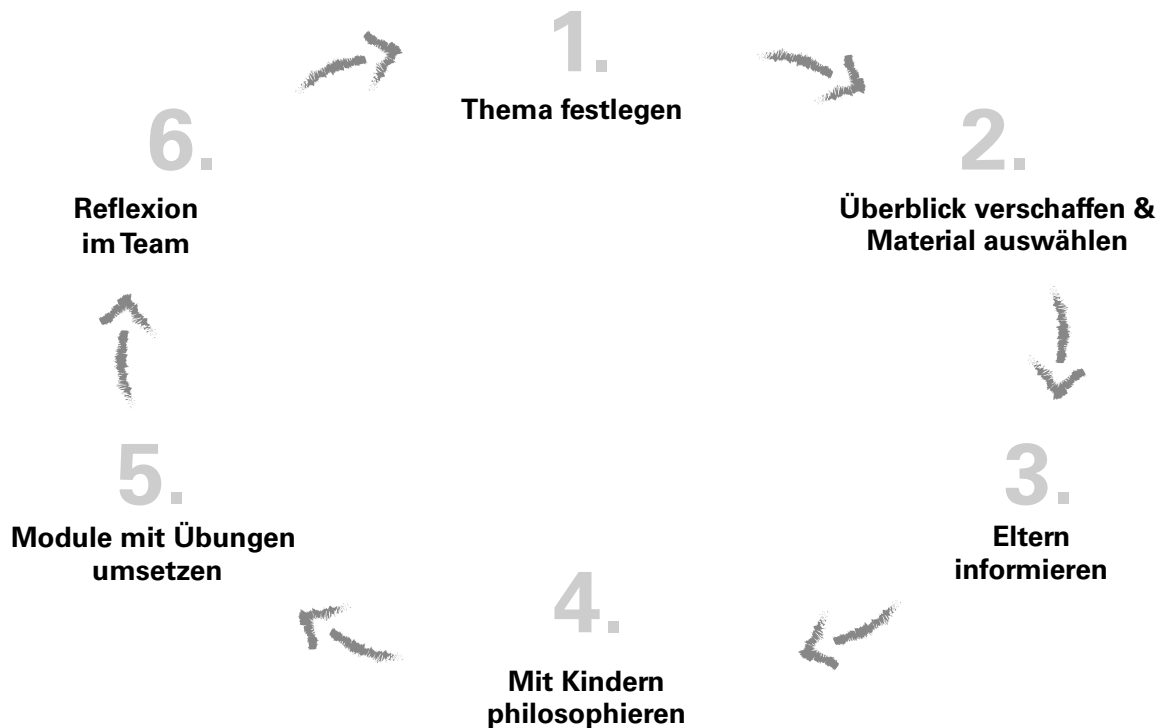 1.
Thema festlegen
2.
Überblick verschaffen &
Material auswählen
3.
Eltern
informieren
4.
Mit Kindern
philosophieren
5.
Module mit Übungen
umsetzen
6.
Reflexion
im Team